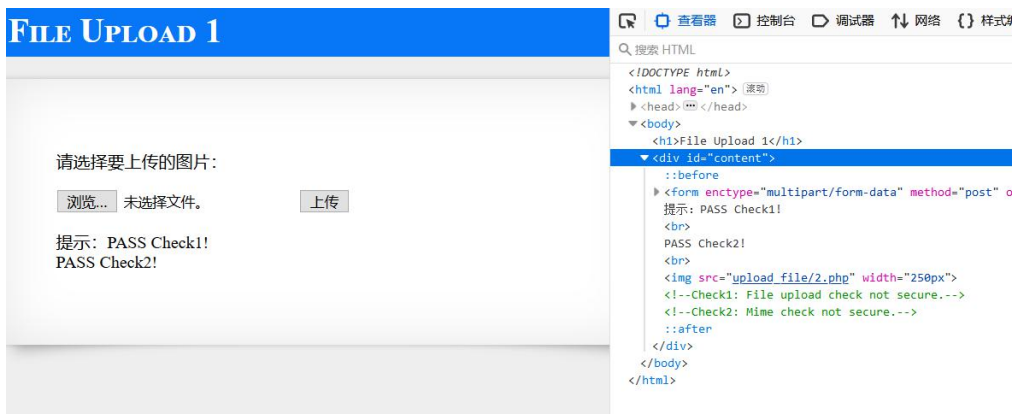 FILE UPLOAD 1
请选择要上传的图片:
浏览... 未选择文件。 上传
提示：PASS Check1!
PASS Check2!
查看器 控制台 调试器 网络 {} 样式编
搜索 HTML
<!DOCTYPE html>
<html lang="en"> 滚动
<head> ••• </head>
<body>
<h1>File Upload 1</h1>
<div id="content">
::before
<form enctype="multipart/form-data" method="post" o
提示：PASS Check1!
<br>
PASS Check2!
<br>
<img src="upload_file/2.php" width="250px">
<!--Check1: File upload check not secure.-->
<!--Check2: Mime check not secure.-->
::after
</div>
</body>
</html>